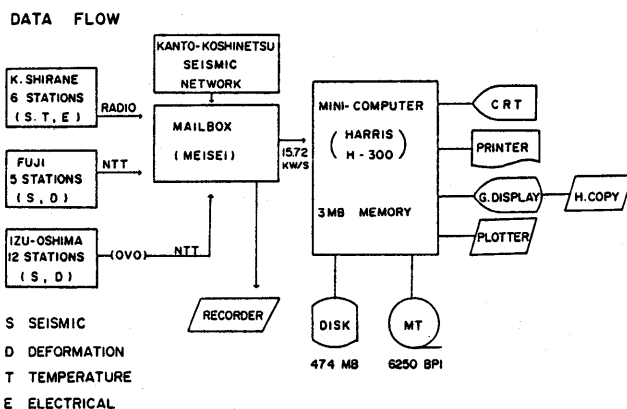 DATA FLOW
K. SHIRANE
6 STATIONS
(S. T, E)
RADIO
FUJI
5 STATIONS
(S, D)
NTT
IZU-OSHIMA
12 STATIONS
(S, D)
(OVO)
NTT
KANTO-KOSHINETSU
SEISMIC
NETWORK
MAILBOX
(MEISEI)
15.72
KW/S
RECORDER
MINI-COMPUTER
(HARRIS
H-300)
3MB MEMORY
CRT
PRINTER
G.DISPLAY
H.COPY
PLOTTER
DISK
474 MB
MT
6250 BPI
S SEISMIC
D DEFORMATION
T TEMPERATURE
E ELECTRICAL